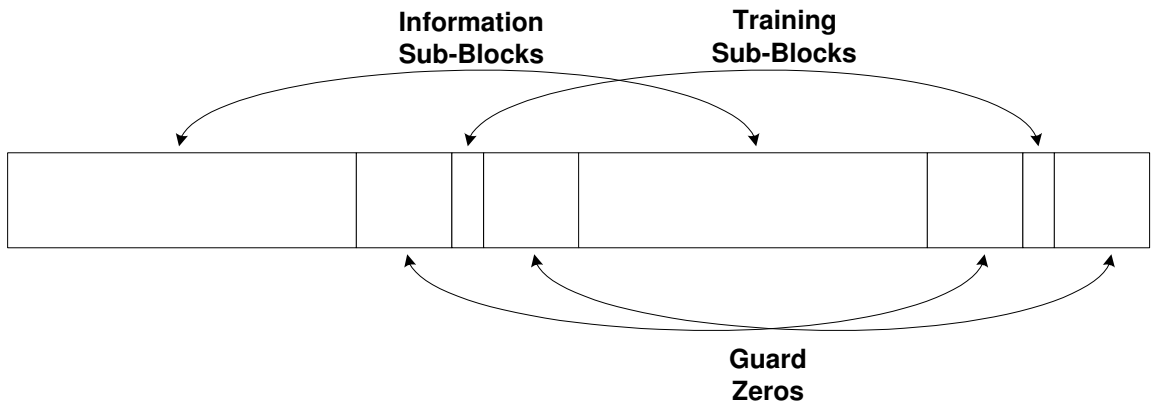 Information
Sub-Blocks
Training
Sub-Blocks
Guard
Zeros